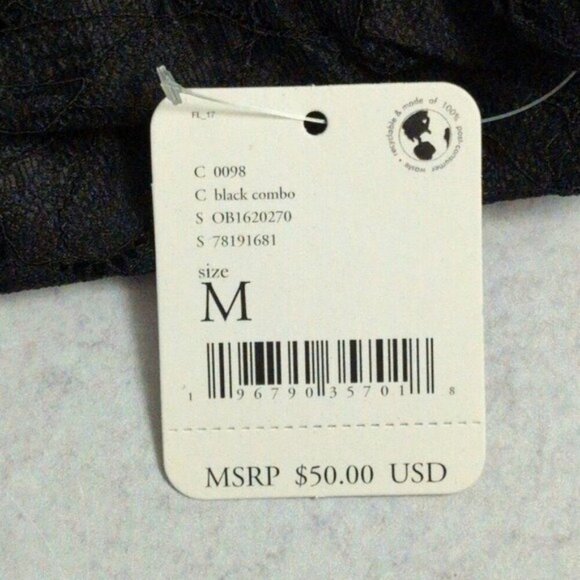 FL_17
recyclable & made of 100% post-consumer waste •
C 0098
C black combo
S OB1620270
S 78191681
size
M
1 96790 35701 8
MSRP $50.00 USD